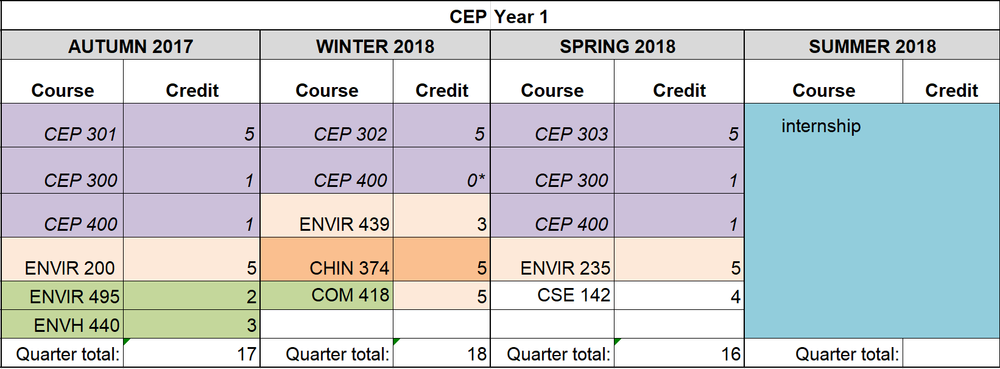 CEP Year 1
AUTUMN 2017 WINTER 2018 SPRING 2018 SUMMER 2018
Course Credit Course Credit Course Credit Course Credit
CEP 301 5 CEP 302 5 CEP 303 5 internship
CEP 300 1 CEP 400 0* CEP 300 1
CEP 400 1 ENVIR 439 3 CEP 400 1
ENVIR 200 5 CHIN 374 5 ENVIR 235 5
ENVIR 495 2 COM 418 5 CSE 142 4
ENVH 440 3
Quarter total: 17 Quarter total: 18 Quarter total: 16 Quarter total: